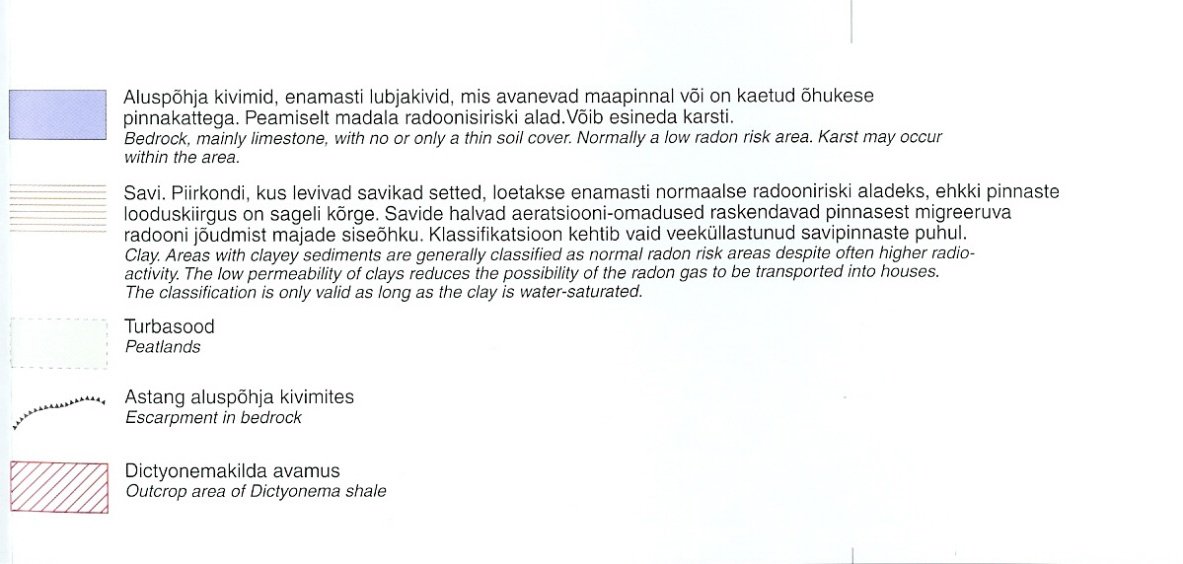 Aluspõhja kivimid, enamasti lubjakivid, mis avanevad maapinnal või on kaetud õhukese
pinnakattega. Peamiselt madala radoonisiriski alad.Võib esineda karsti.
Bedrock, mainly limestone, with no or only a thin soil cover. Normally a low radon risk area. Karst may occur
within the area.
Savi. Piirkondi, kus levivad savikad setted, loetakse enamasti normaalse radooniriski aladeks, ehkki pinnaste
looduskiirgus on sageli kõrge. Savide halvad aeratsiooni-omadused raskendavad pinnasest migreeruva
radooni jõudmist majade siseõhku. Klassifikatsioon kehtib vaid veeküllastunud savipinnaste puhul.
Clay. Areas with clayey sediments are generally classified as normal radon risk areas despite often higher radio-
activity. The low permeability of clays reduces the possibility of the radon gas to be transported into houses.
The classification is only valid as long as the clay is water-saturated.
Turbasood
Peatlands
Astang aluspõhja kivimites
Escarpment in bedrock
Dictyonemakilda avamus
Outcrop area of Dictyonema shale